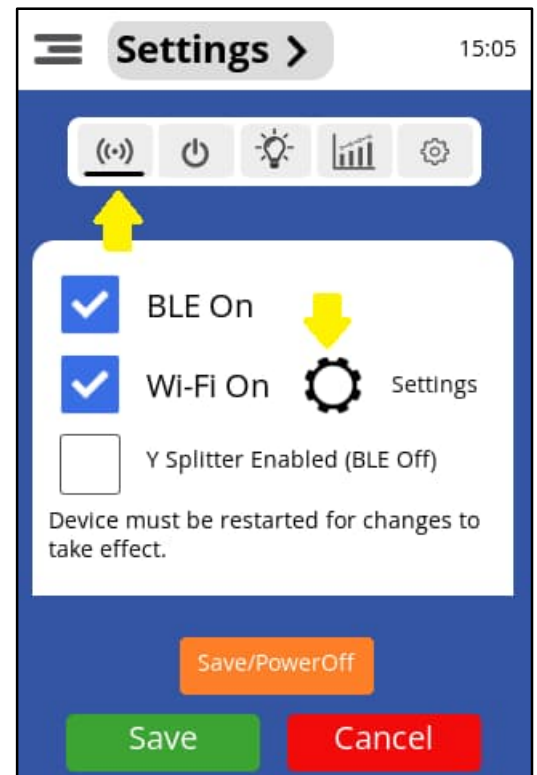 Settings >
15:05
BLE On
Wi-Fi On
Settings
Y Splitter Enabled (BLE Off)
Device must be restarted for changes to
take effect.
Save/PowerOff
Save
Cancel